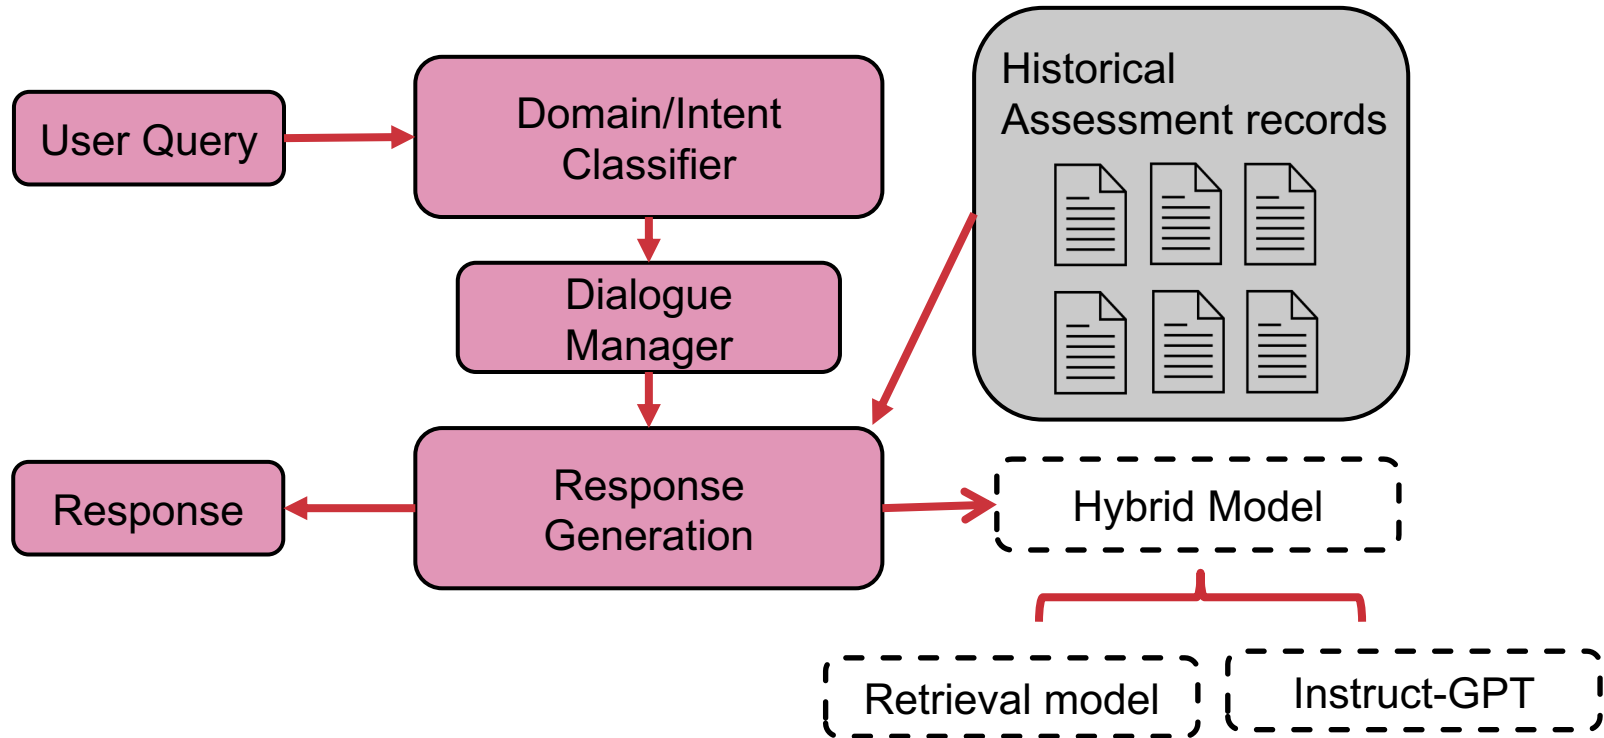 User Query
Domain/Intent
Classifier
Historical
Assessment records
Dialogue
Manager
Response
Generation
Response
Hybrid Model
Retrieval model
Instruct-GPT